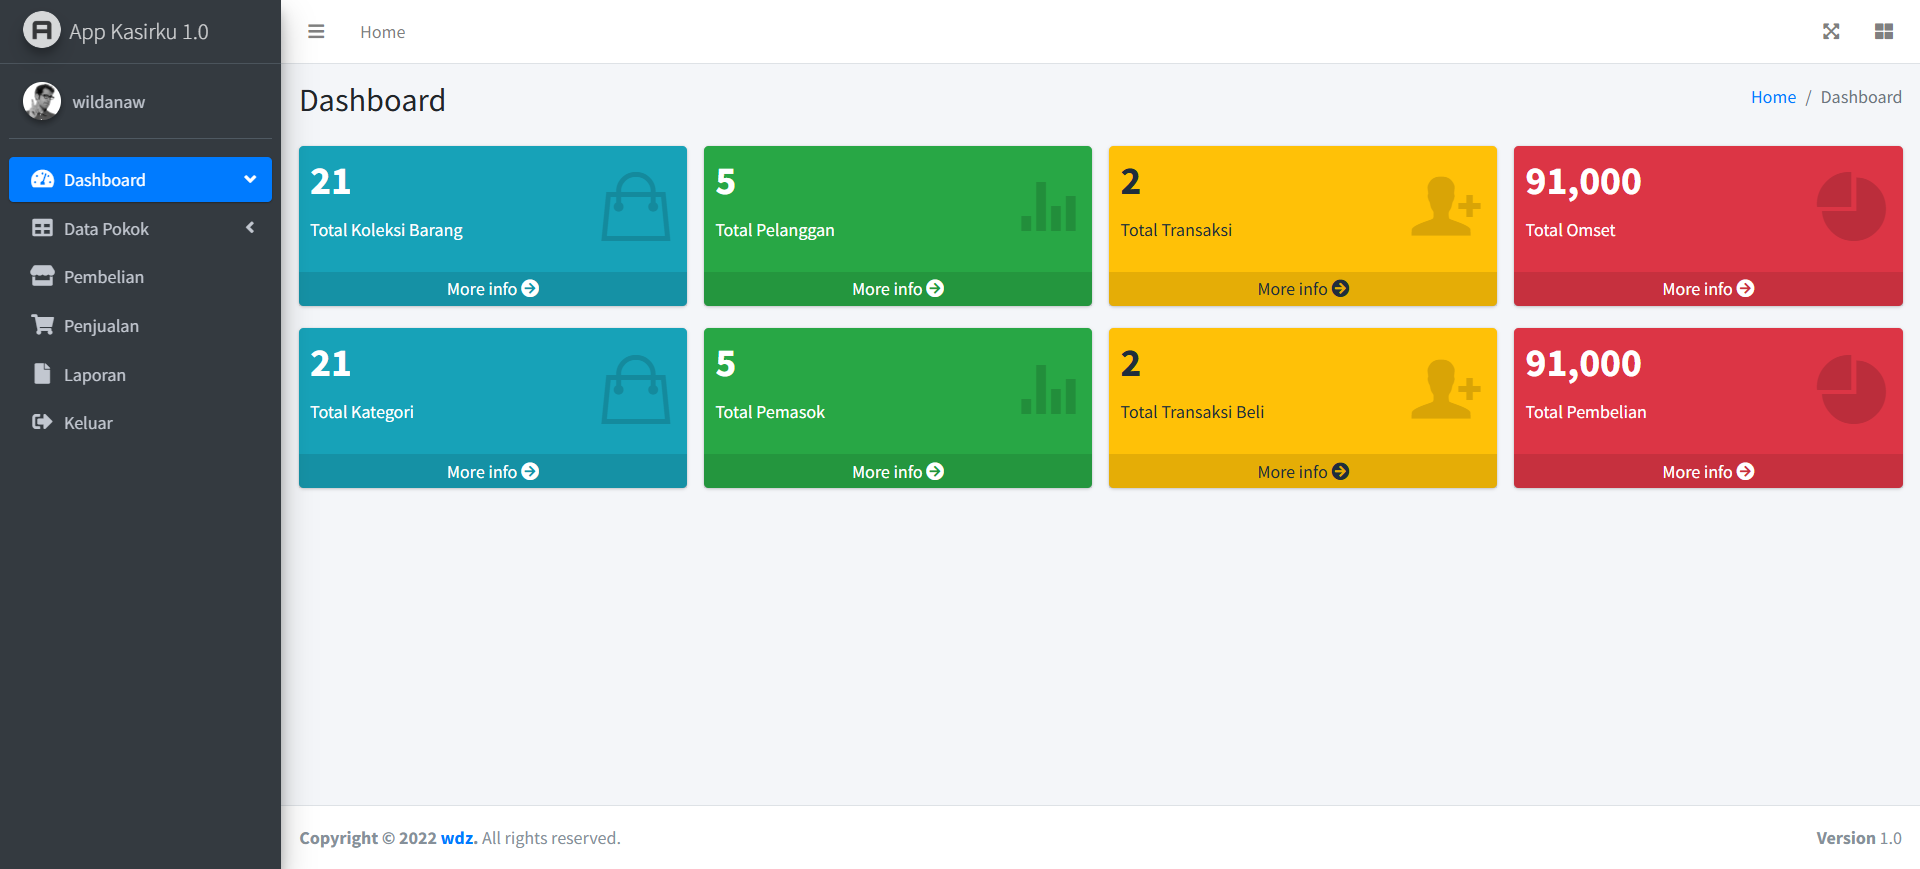 App Kasirku 1.0
wildanaw
Dashboard
Data Pokok
Pembelian
Penjualan
Laporan
Keluar
Home
Dashboard
Home / Dashboard
21
Total Koleksi Barang
More info
5
Total Pelanggan
More info
2
Total Transaksi
More info
91,000
Total Omset
More info
21
Total Kategori
More info
5
Total Pemasok
More info
2
Total Transaksi Beli
More info
91,000
Total Pembelian
More info
Copyright © 2022 wdz. All rights reserved.
Version 1.0